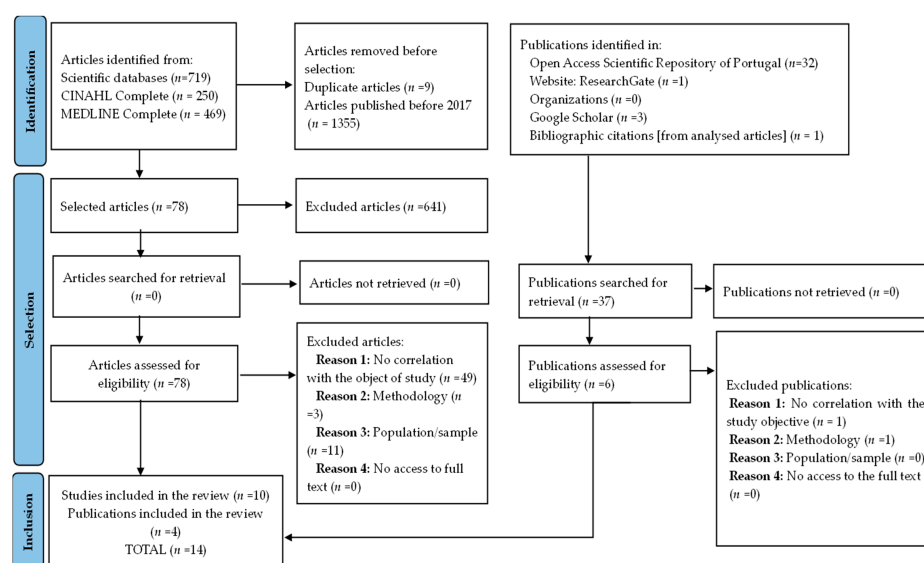 Identification
Articles identified from:
Scientific databases (n=719)
CINAHL Complete (n = 250)
MEDLINE Complete (n = 469)
Articles removed before
selection:
Duplicate articles (n =9)
Articles published before 2017
(n = 1355)
Publications identified in:
Open Access Scientific Repository of Portugal (n=32)
Website: ResearchGate (n =1)
Organizations (n =0)
Google Scholar (n =3)
Bibliographic citations [from analysed articles] (n = 1)
Selection
Selected articles (n =78)
Excluded articles (n =641)
Articles searched for retrieval
(n =0)
Articles not retrieved (n =0)
Publications searched for
retrieval (n =37)
Publications not retrieved (n =0)
Articles assessed for
eligibility (n =78)
Excluded articles:
Reason 1: No correlation
with the object of study (n =49)
Reason 2: Methodology (n
=3)
Reason 3: Population/sample
(n =11)
Reason 4: No access to full
text (n =0)
Publications assessed for
eligibility (n =6)
Excluded publications:
Reason 1: No correlation with the
study objective (n = 1)
Reason 2: Methodology (n =1)
Reason 3: Population/sample (n =0)
Reason 4: No access to the full text
(n =0)
Inclusion
Studies included in the review (n =10)
Publications included in the review
(n =4)
TOTAL (n =14)